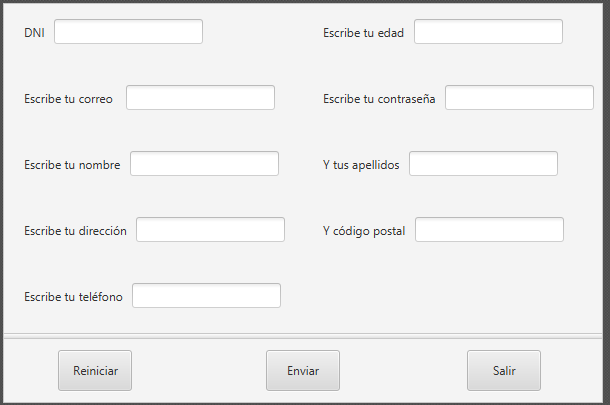 DNI
Escribe tu edad
Escribe tu correo
Escribe tu contraseña
Escribe tu nombre
Y tus apellidos
Escribe tu dirección
Y código postal
Escribe tu teléfono
Reiniciar
Enviar
Salir